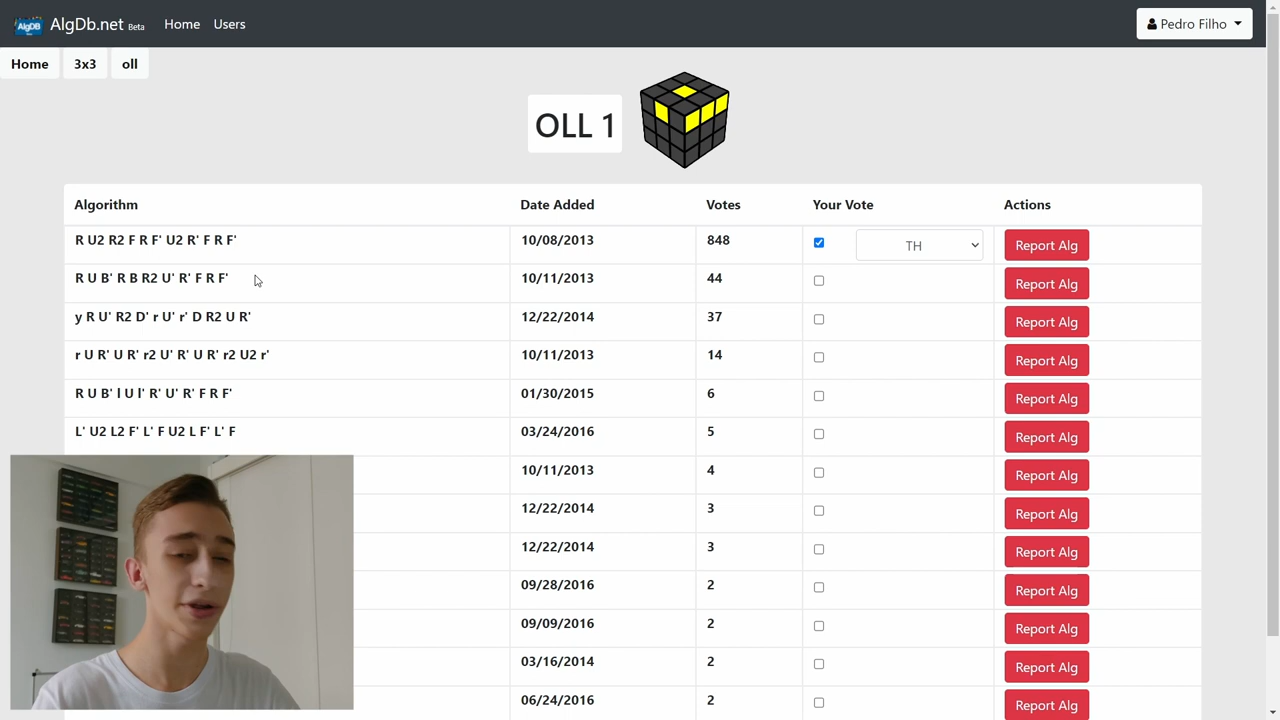 AlgDB
AlgDb.net Beta Home Users Pedro Filho
Home 3x3 oll
OLL 1
Algorithm Date Added Votes Your Vote Actions
R U2 R2 F R F' U2 R' F R F' 10/08/2013 848 TH Report Alg
R U B' R B R2 U' R' F R F' 10/11/2013 44 Report Alg
y R U' R2 D' r U' r' D R2 U R' 12/22/2014 37 Report Alg
r U R' U R' r2 U' R' U R' r2 U2 r' 10/11/2013 14 Report Alg
R U B' l U l' R' U' R' F R F' 01/30/2015 6 Report Alg
L' U2 L2 F' L' F U2 L F' L' F 03/24/2016 5 Report Alg
10/11/2013 4 Report Alg
12/22/2014 3 Report Alg
12/22/2014 3 Report Alg
09/28/2016 2 Report Alg
09/09/2016 2 Report Alg
03/16/2014 2 Report Alg
06/24/2016 2 Report Alg